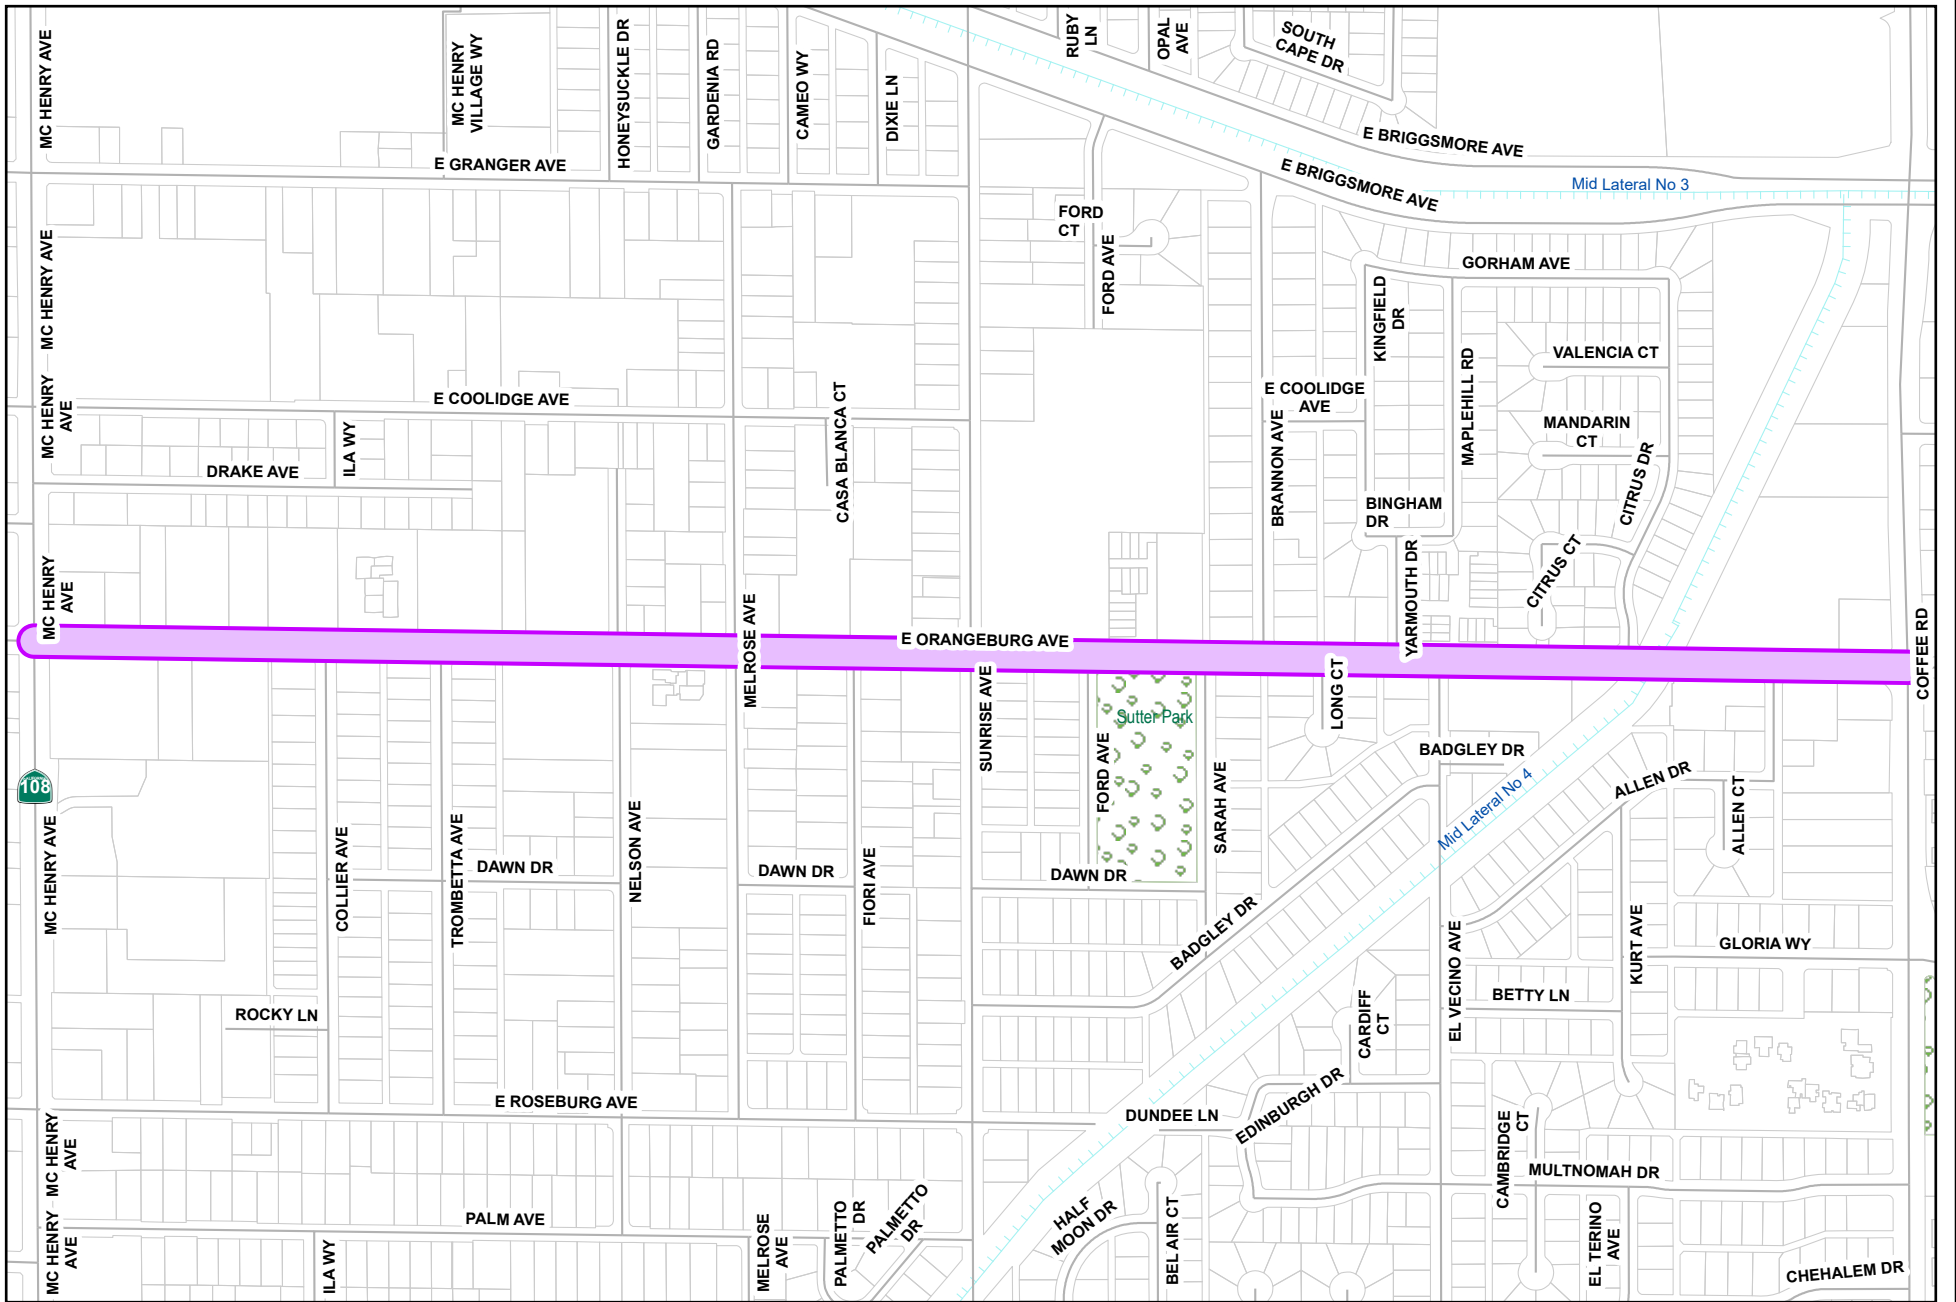 MC HENRY AVE
MC HENRY
VILLAGE WY
HONEYSUCKLE DR
GARDENIA RD
CAMEO WY
DIXIE LN
RUBY
LN
OPAL
AVE
SOUTH
CAPE DR
E BRIGGSMORE AVE
E GRANGER AVE
E BRIGGSMORE AVE
Mid Lateral No 3
MC HENRY AVE
MC HENRY AVE
FORD
CT
FORD AVE
GORHAM AVE
KINGFIELD
DR
MAPLEHILL RD
VALENCIA CT
E COOLIDGE AVE
MC HENRY
AVE
CASA BLANCA CT
E COOLIDGE
AVE
BRANNON AVE
MANDARIN
CT
CITRUS DR
DRAKE AVE
ILA WY
BINGHAM
DR
YARMOUTH DR
CITRUS CT
MC HENRY
AVE
MELROSE AVE
E ORANGEBURG AVE
COFFEE RD
SUNRISE AVE
Sutter Park
LONG CT
BADGLEY DR
FORD AVE
SARAH AVE
Mid Lateral No 4
ALLEN DR
ALLEN CT
108
MC HENRY AVE
COLLIER AVE
TROMBETTA AVE
DAWN DR
NELSON AVE
DAWN DR
FIORI AVE
DAWN DR
BADGLEY DR
EL VECINO AVE
KURT AVE
GLORIA WY
BETTY LN
ROCKY LN
CARDIFF
CT
E ROSEBURG AVE
DUNDEE LN
EDINBURGH DR
CAMBRIDGE
CT
MULTNOMAH DR
MC HENRY
AVE
MC HENRY
AVE
PALM AVE
ILA WY
MELROSE
AVE
PALMETTO
DR
PALMETTO
DR
HALF
MOON DR
BEL AIR CT
EL TERINO
AVE
CHEHALEM DR